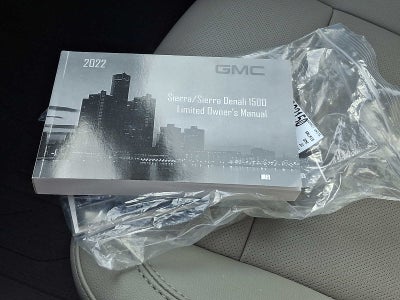 2022
GMC
Sierra/Sierra Denali 1500
Limited Owner's Manual